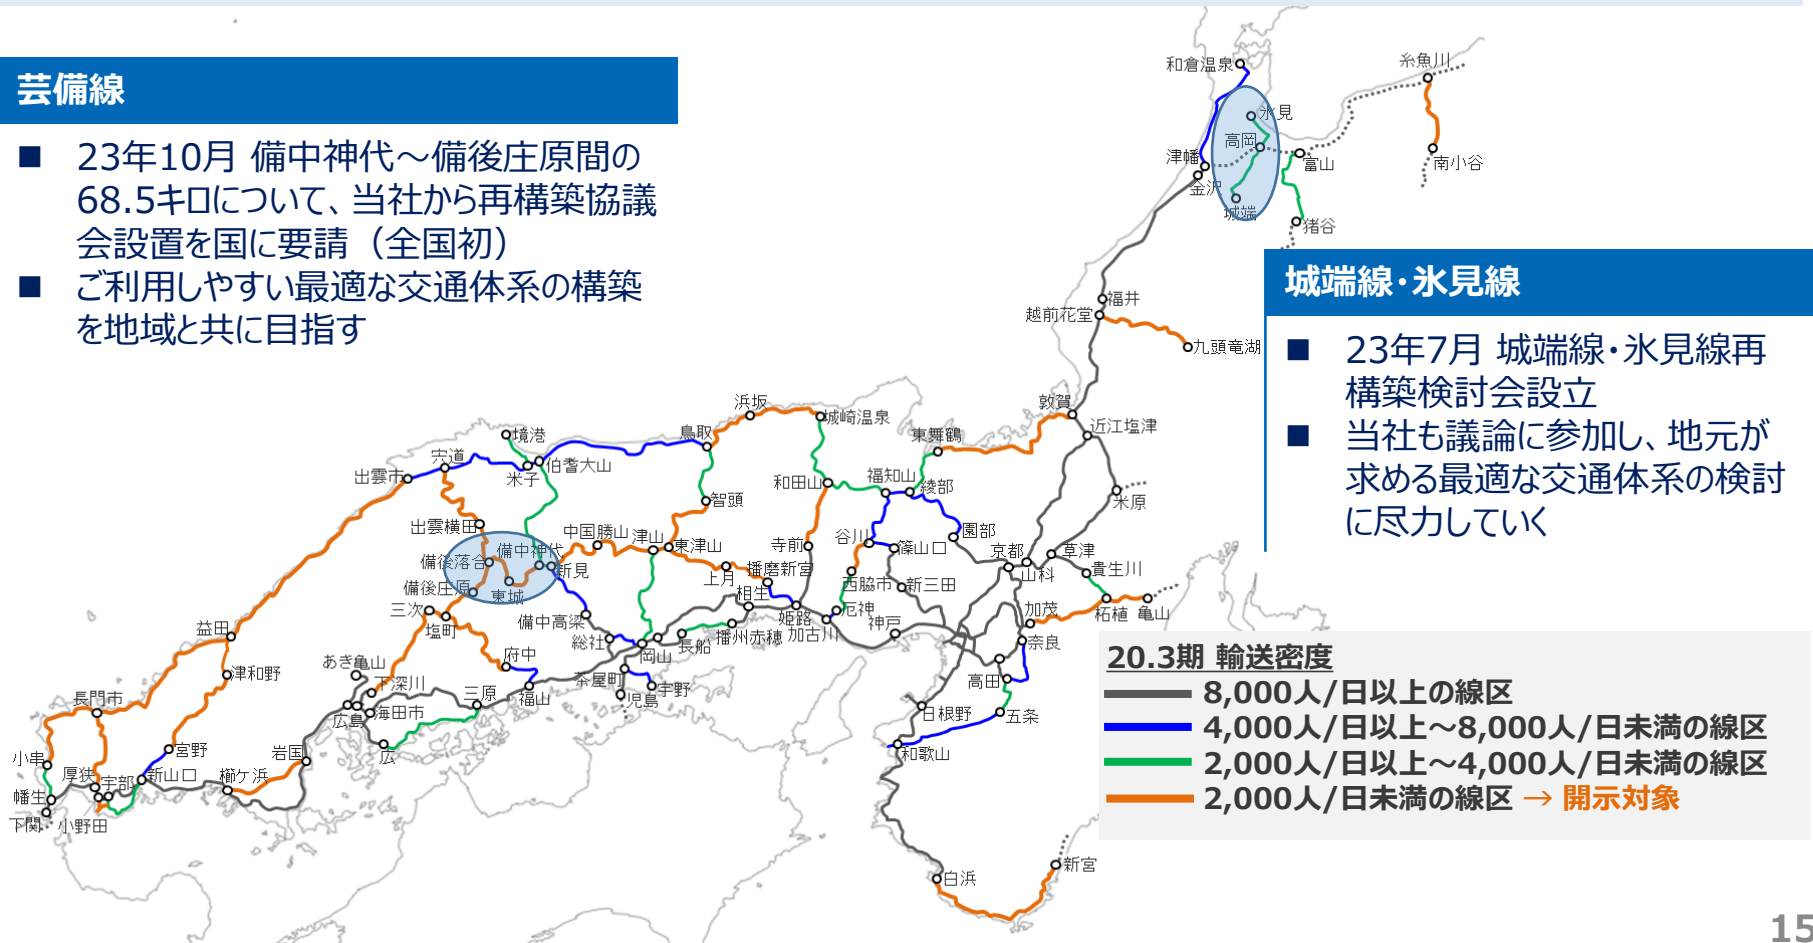 芸備線
■ 23年10月 備中神代～備後庄原間の
68.5キロについて、当社から再構築協議
会設置を国に要請（全国初）
■ ご利用しやすい最適な交通体系の構築
を地域と共に目指す
城端線･氷見線
■ 23年7月 城端線･氷見線再
構築検討会設立
■ 当社も議論に参加し、地元が
求める最適な交通体系の検討
に尽力していく
和倉温泉
糸魚川
氷見
高岡
津幡
富山
南小谷
金沢
城端
猪谷
福井
越前花堂
九頭竜湖
敦賀
近江塩津
浜坂
城崎温泉
鳥取
東舞鶴
境港
宍道
伯耆大山
出雲市
米子
和田山
福知山
綾部
智頭
米原
出雲横田
中国勝山
津山
東津山
寺前
谷川
園部
篠山口
京都
草津
備中神代
備後落合
新見
山科
貴生川
上月
播磨新宮
西脇市
新三田
備後庄原
東城
相生
三次
塩町
備中高梁
姫路
厄神
加茂
柘植
亀山
益田
総社
岡山
長船
播州赤穂
加古川
神戸
奈良
あき亀山
府中
津和野
下深川
茶屋町
高田
長門市
三原
福山
児島
宇野
広島
海田市
日根野
五条
小串
宮野
岩国
広
和歌山
厚狭
宇部
新山口
櫛ケ浜
幡生
下関
小野田
新宮
白浜
20.3期 輸送密度
8,000人/日以上の線区
4,000人/日以上～8,000人/日未満の線区
2,000人/日以上～4,000人/日未満の線区
2,000人/日未満の線区 → 開示対象
15